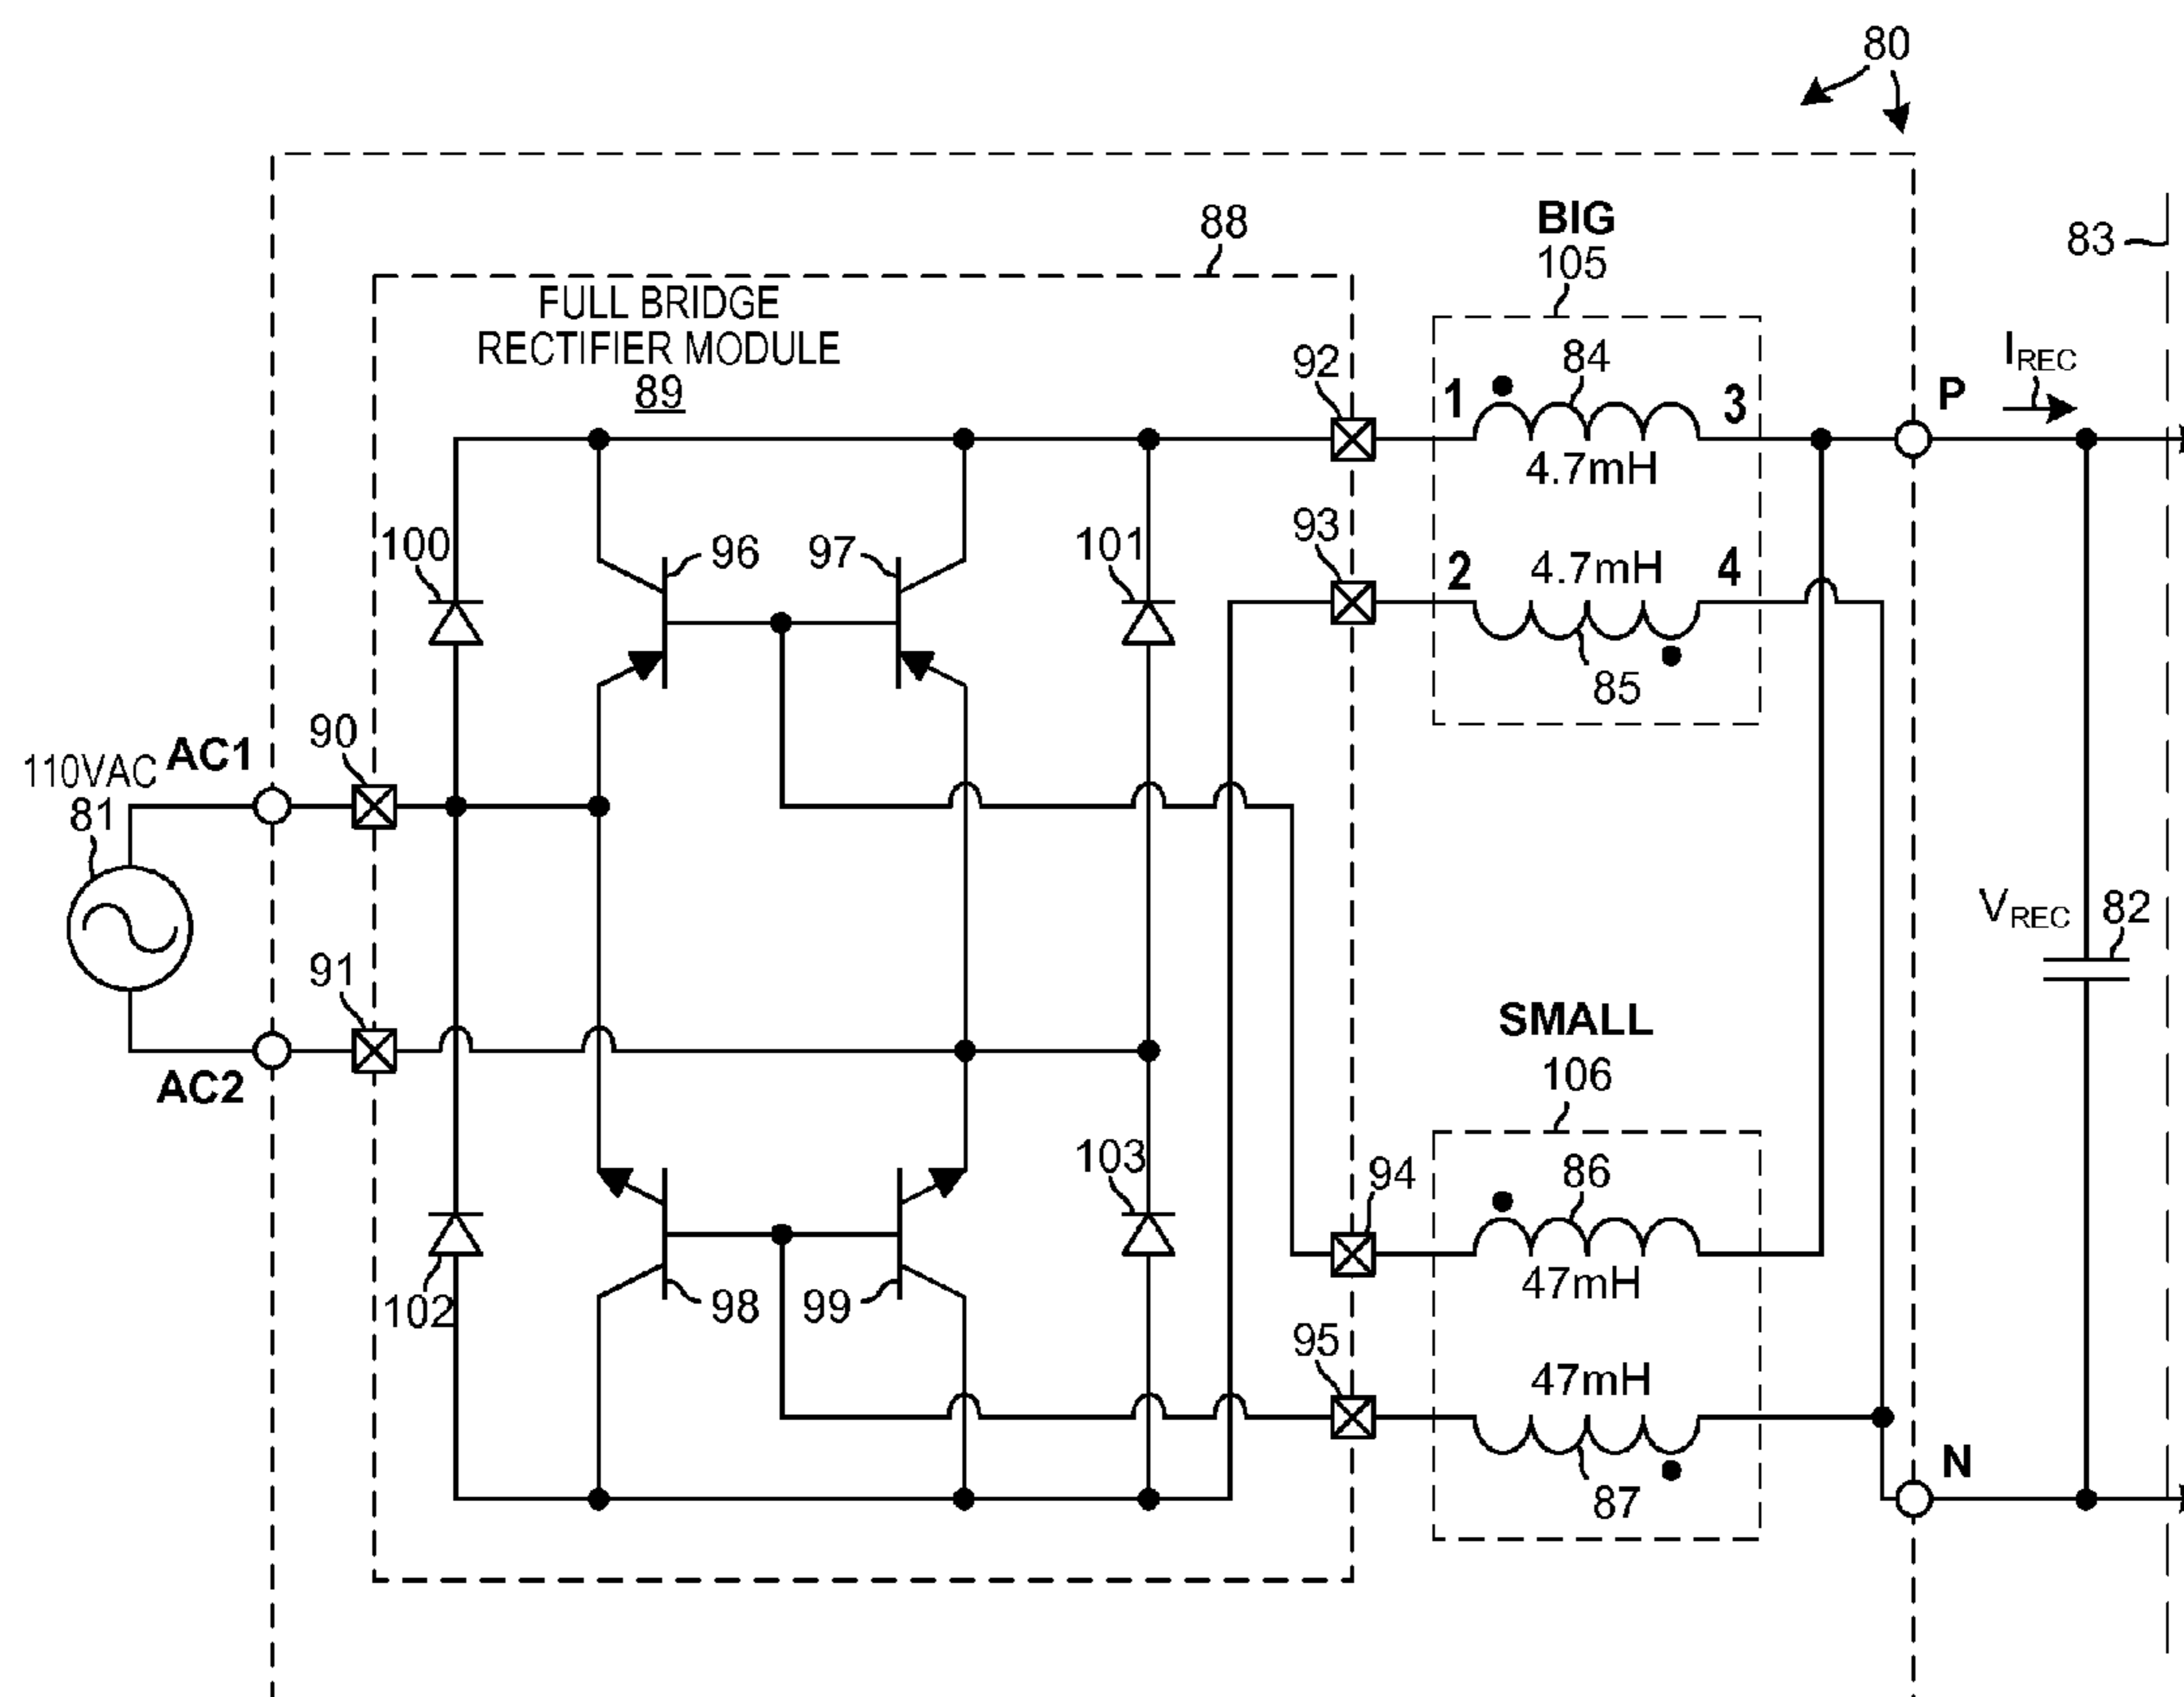 80
88
BIG
105
83
FULL BRIDGE
RECTIFIER MODULE
89
92
1
84
3
P
I REC
4.7mH
100
96
97
101
93
2
4.7mH
4
85
90
110VAC
AC1
81
91
AC2
V REC
82
SMALL
106
103
94
86
47mH
102
98
99
95
47mH
87
N